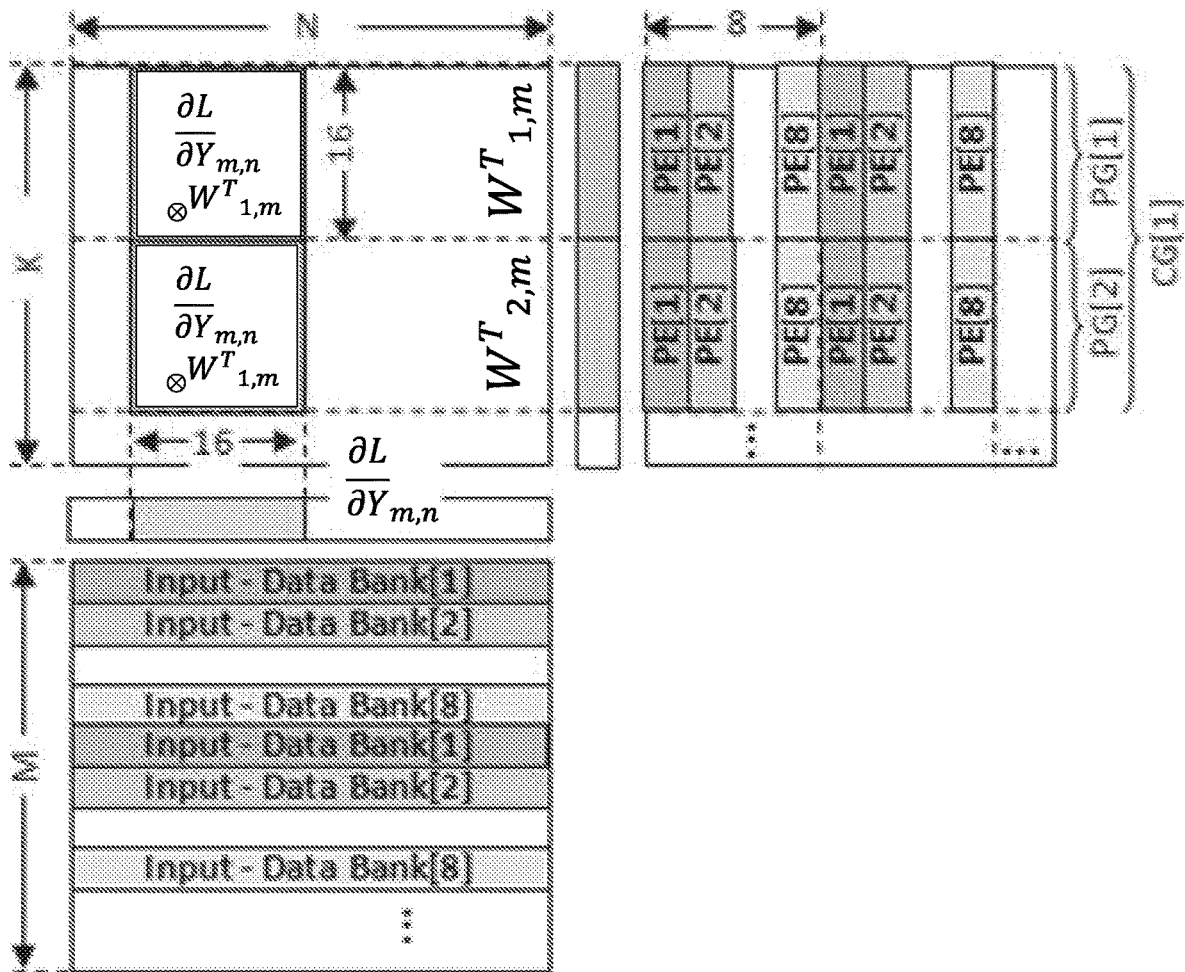 N
8
K
∂L
∂Y_{m,n}
⊗W^T_{1,m}
16
W^T_{1,m}
∂L
∂Y_{m,n}
⊗W^T_{1,m}
W^T_{2,m}
16
∂L
∂Y_{m,n}
PE[1]
PE[2]
PE[8]
PE[1]
PE[2]
PE[8]
PG[1]
PE[1]
PE[2]
PE[8]
PE[1]
PE[2]
PE[8]
PG[2]
CG[1]
...
...
M
Input - Data Bank[1]
Input - Data Bank[2]
Input - Data Bank[8]
Input - Data Bank[1]
Input - Data Bank[2]
Input - Data Bank[8]
...